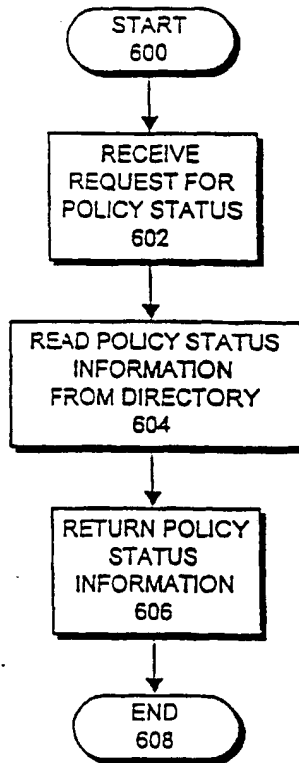 START
600
RECEIVE
REQUEST FOR
POLICY STATUS
602
READ POLICY STATUS
INFORMATION
FROM DIRECTORY
604
RETURN POLICY
STATUS
INFORMATION
606
END
608